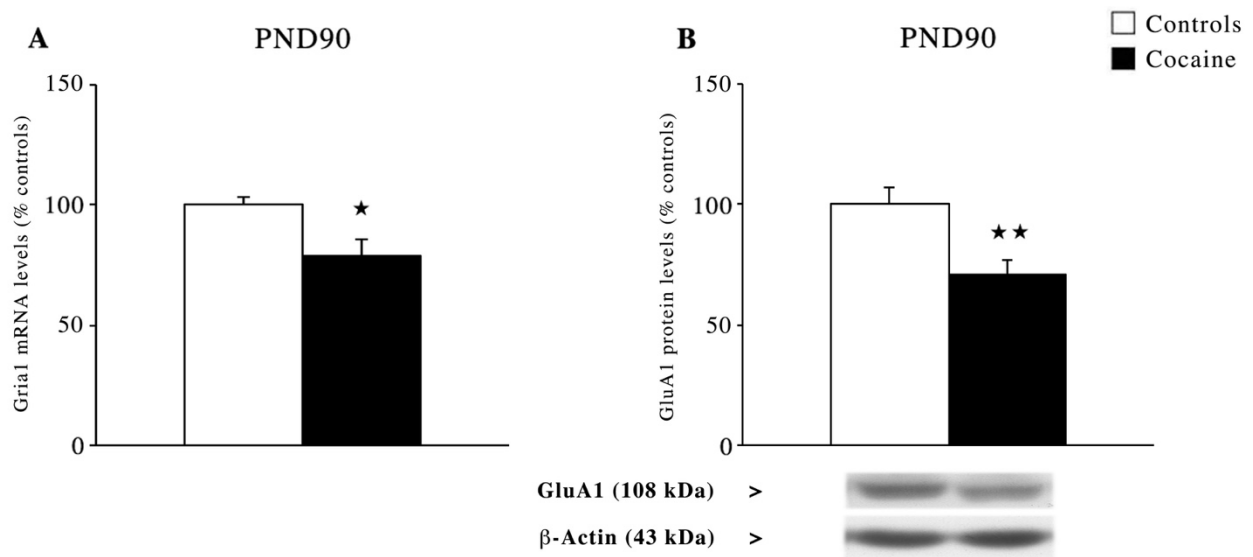 A
PND90
150
100
50
0
Gria1 mRNA levels (% controls)
★
B
PND90
150
100
50
0
GluA1 protein levels (% controls)
★★
Controls
Cocaine
GluA1 (108 kDa) >
β-Actin (43 kDa) >